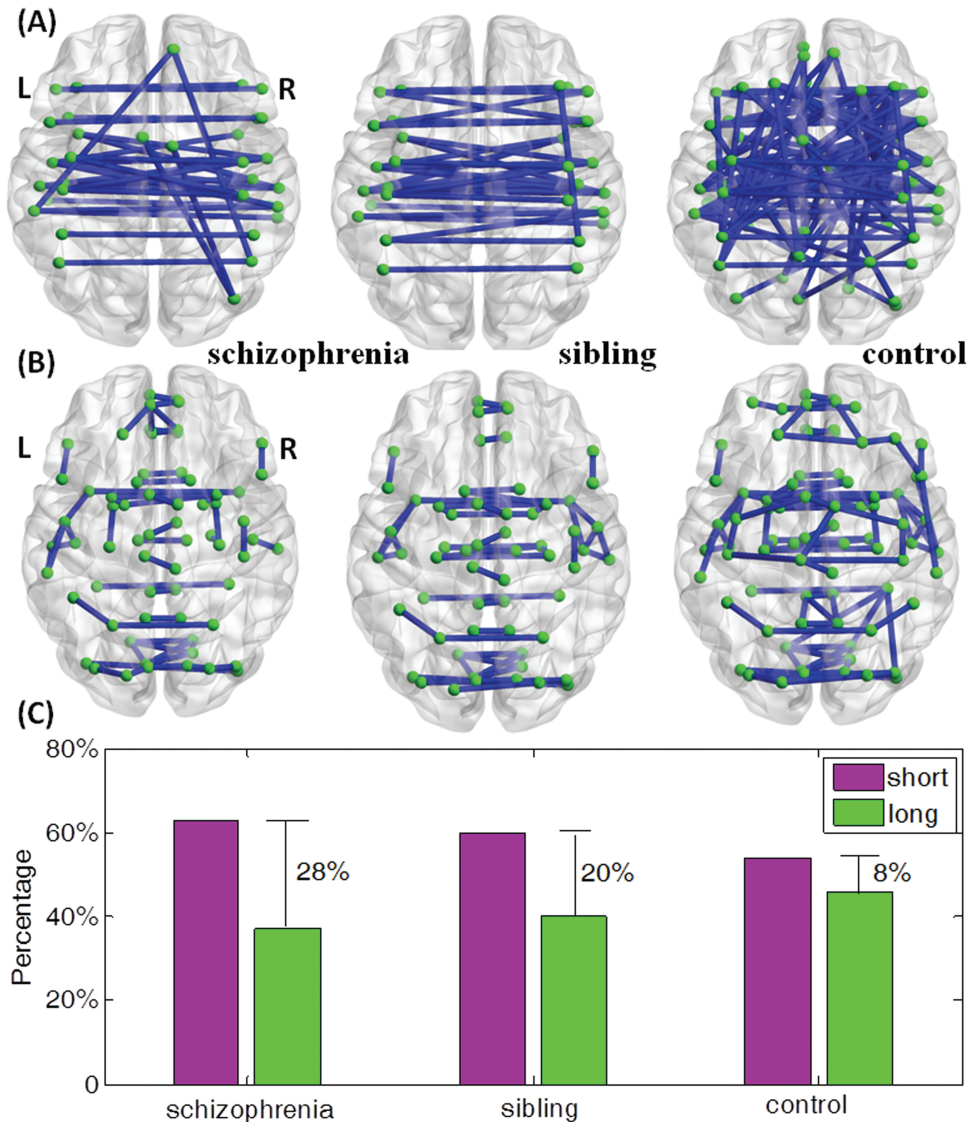 (A)
L
R
schizophrenia
sibling
control
(B)
L
R
(C)
80%
60%
40%
20%
0
Percentage
short
long
28%
20%
8%
schizophrenia
sibling
control